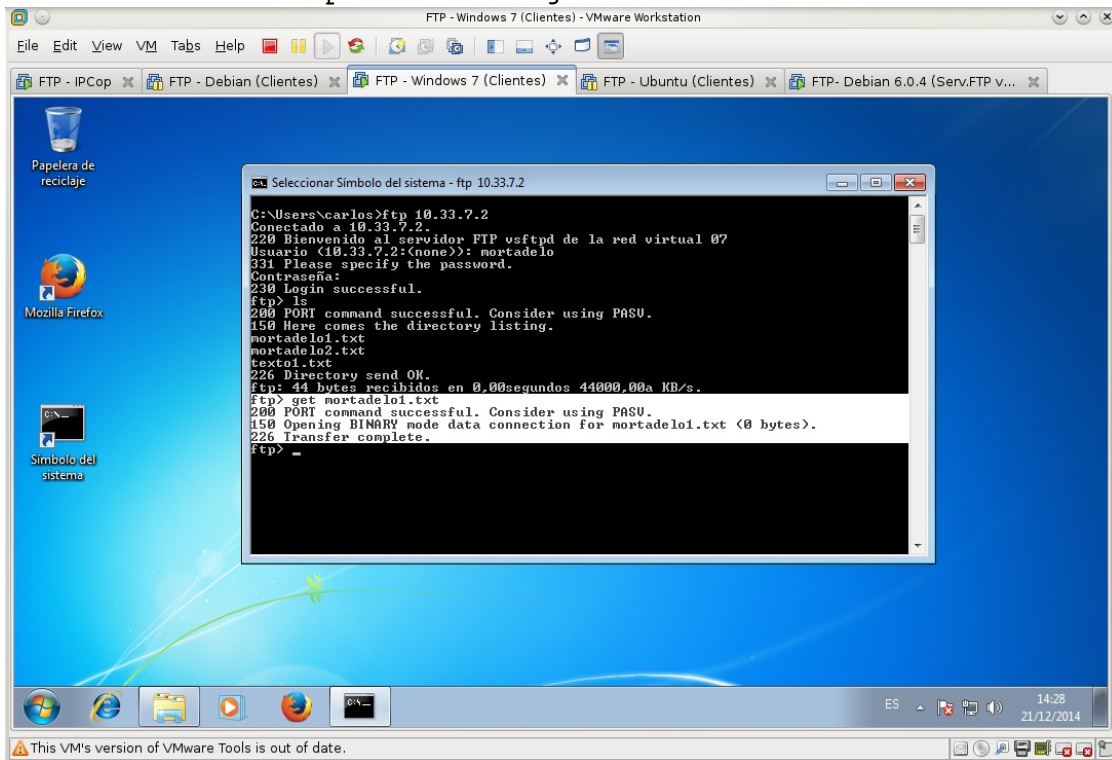 FTP - Windows 7 (Clientes) - VMware Workstation
File Edit View VM Tabs Help
FTP - IPCop
FTP - Debian (Clientes)
FTP - Windows 7 (Clientes)
FTP - Ubuntu (Clientes)
FTP- Debian 6.0.4 (Serv.FTP v...
Papelera de
reciclaje
Mozilla Firefox
C:\_
Símbolo del
sistema
Seleccionar Símbolo del sistema - ftp 10.33.7.2
C:\Users\carlos>ftp 10.33.7.2
Conectado a 10.33.7.2.
220 Bienvenido al servidor FTP vsftpd de la red virtual 07
Usuario (10.33.7.2:(none)): mortadelo
331 Please specify the password.
Contraseña:
230 Login successful.
ftp> ls
200 PORT command successful. Consider using PASV.
150 Here comes the directory listing.
mortadelo1.txt
mortadelo2.txt
texto1.txt
226 Directory send OK.
ftp: 44 bytes recibidos en 0,00segundos 44000,00a KB/s.
ftp> get mortadelo1.txt
200 PORT command successful. Consider using PASV.
150 Opening BINARY mode data connection for mortadelo1.txt (0 bytes).
226 Transfer complete.
ftp> _
ES
14:28
21/12/2014
This VM's version of VMware Tools is out of date.